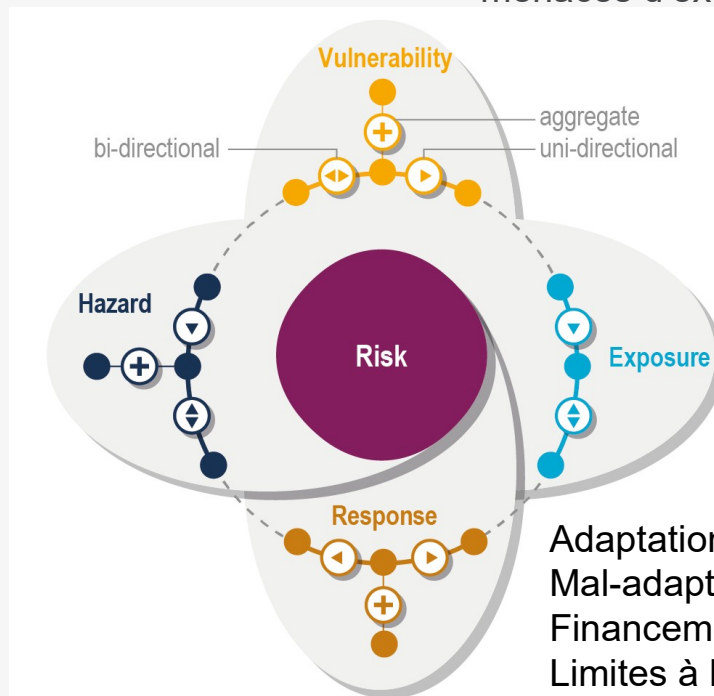 Vulnerability
aggregate
bi-directional
uni-directional
Hazard
Risk
Exposure
Response
Adaptation
Mal-adapt
Financem
Limites à l